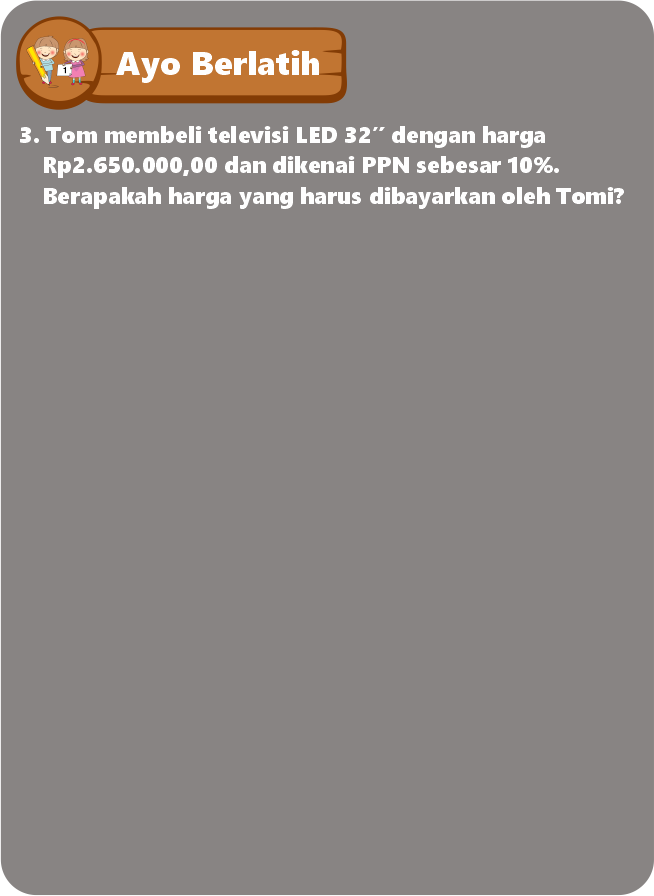 Ayo Berlatih
1
3. Tom membeli televisi LED 32″ dengan harga
Rp2.650.000,00 dan dikenai PPN sebesar 10%.
Berapakah harga yang harus dibayarkan oleh Tomi?